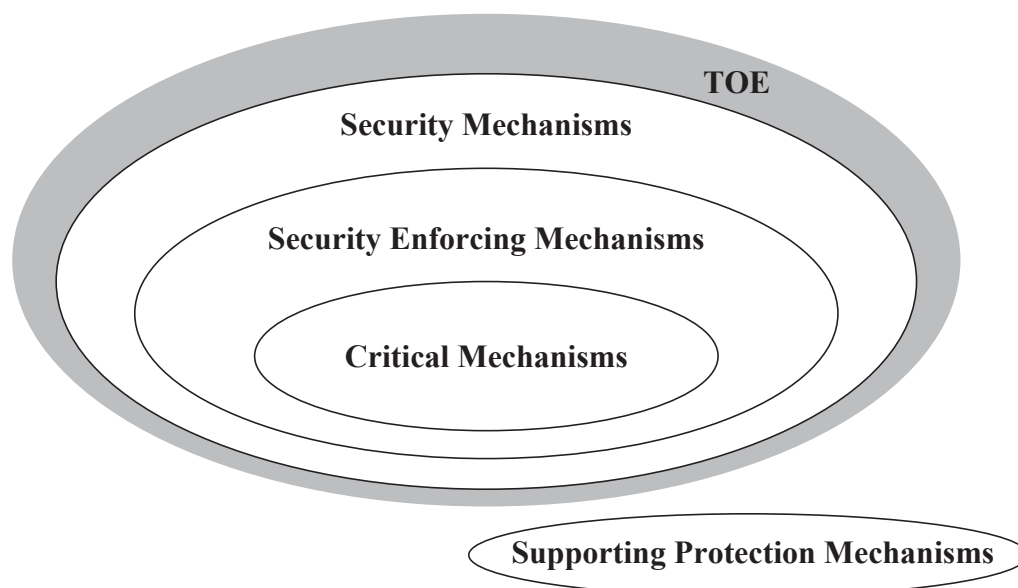 TOE
Security Mechanisms
Security Enforcing Mechanisms
Critical Mechanisms
Supporting Protection Mechanisms